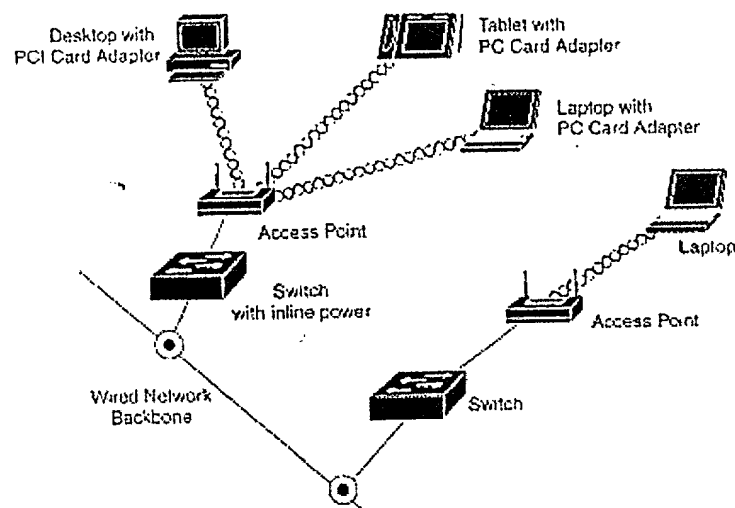 Desktop with
PCI Card Adapter
Tablet with
PC Card Adapter
Laptop with
PC Card Adapter
Access Point
Laptop
Switch
with inline power
Access Point
Wired Network
Backbone
Switch